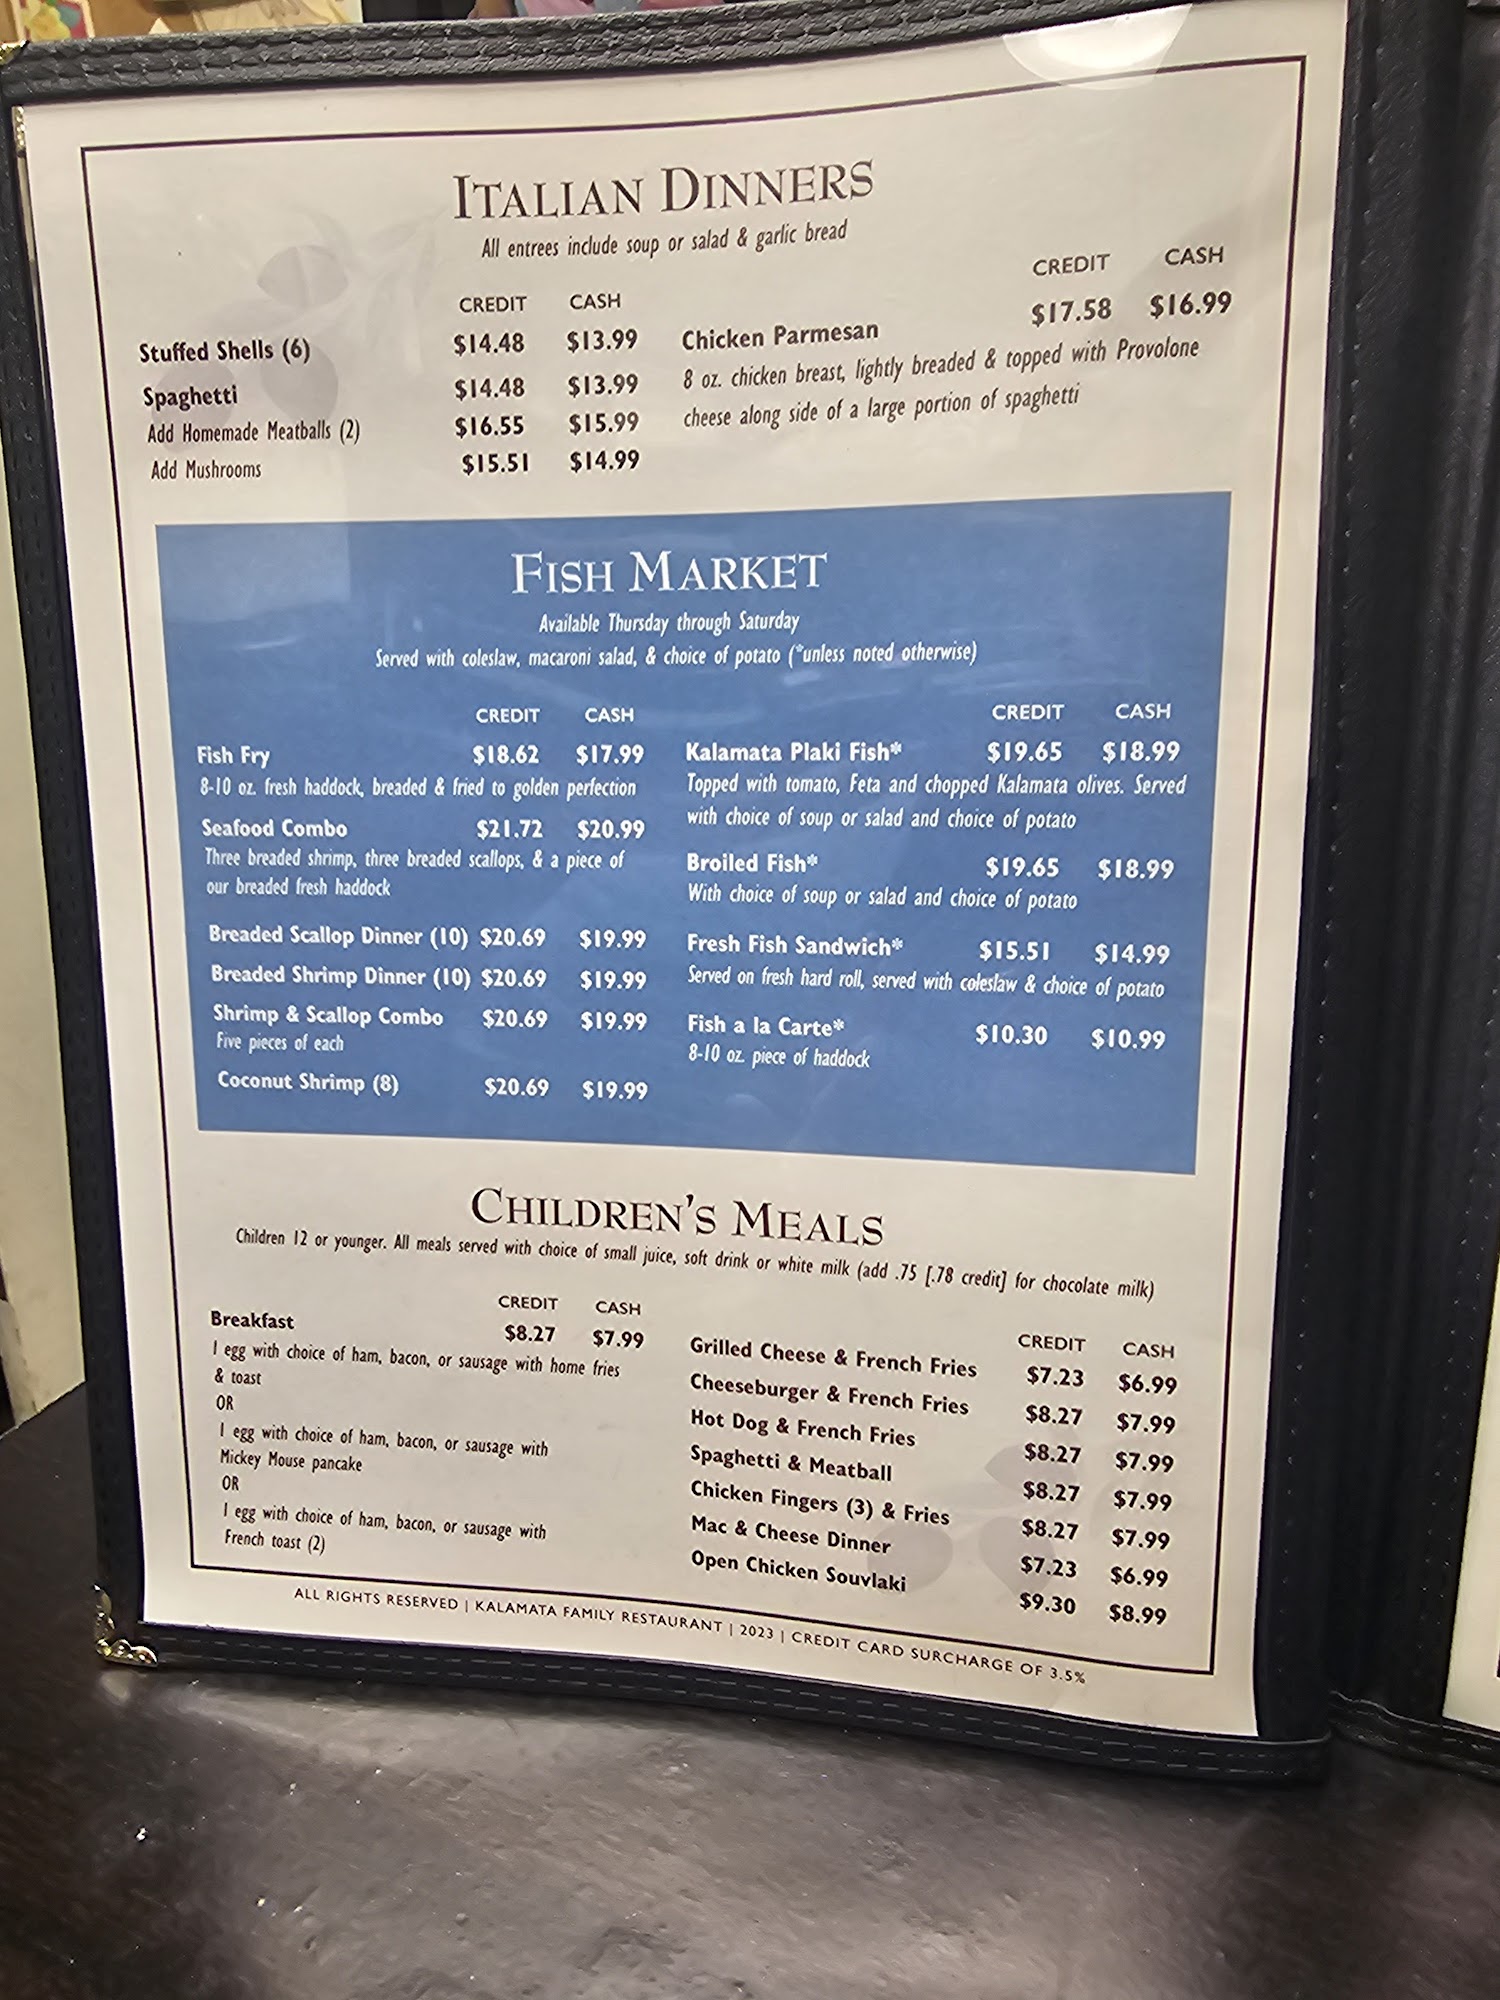 ITALIAN DINNERS
All entrees include soup or salad & garlic bread
CREDIT CASH
Stuffed Shells (6) $14.48 $13.99
Spaghetti $14.48 $13.99
Add Homemade Meatballs (2) $16.55 $15.99
Add Mushrooms $15.51 $14.99
CREDIT CASH
Chicken Parmesan $17.58 $16.99
8 oz. chicken breast, lightly breaded & topped with Provolone
cheese along side of a large portion of spaghetti
FISH MARKET
Available Thursday through Saturday
Served with coleslaw, macaroni salad, & choice of potato (*unless noted otherwise)
CREDIT CASH
Fish Fry $18.62 $17.99
8-10 oz. fresh haddock, breaded & fried to golden perfection
Seafood Combo $21.72 $20.99
Three breaded shrimp, three breaded scallops, & a piece of
our breaded fresh haddock
Breaded Scallop Dinner (10) $20.69 $19.99
Breaded Shrimp Dinner (10) $20.69 $19.99
Shrimp & Scallop Combo $20.69 $19.99
Five pieces of each
Coconut Shrimp (8) $20.69 $19.99
CREDIT CASH
Kalamata Plaki Fish* $19.65 $18.99
Topped with tomato, Feta and chopped Kalamata olives. Served
with choice of soup or salad and choice of potato
Broiled Fish* $19.65 $18.99
With choice of soup or salad and choice of potato
Fresh Fish Sandwich* $15.51 $14.99
Served on fresh hard roll, served with coleslaw & choice of potato
Fish a la Carte* $10.30 $10.99
8-10 oz. piece of haddock
CHILDREN'S MEALS
Children 12 or younger. All meals served with choice of small juice, soft drink or white milk (add .75 [.78 credit] for chocolate milk)
CREDIT CASH
Breakfast $8.27 $7.99
1 egg with choice of ham, bacon, or sausage with home fries
& toast
OR
1 egg with choice of ham, bacon, or sausage with
Mickey Mouse pancake
OR
1 egg with choice of ham, bacon, or sausage with
French toast (2)
CREDIT CASH
Grilled Cheese & French Fries $7.23 $6.99
Cheeseburger & French Fries $8.27 $7.99
Hot Dog & French Fries $8.27 $7.99
Spaghetti & Meatball $8.27 $7.99
Chicken Fingers (3) & Fries $8.27 $7.99
Mac & Cheese Dinner $7.23 $6.99
Open Chicken Souvlaki $9.30 $8.99
ALL RIGHTS RESERVED | KALAMATA FAMILY RESTAURANT | 2023 | CREDIT CARD SURCHARGE OF 3.5%